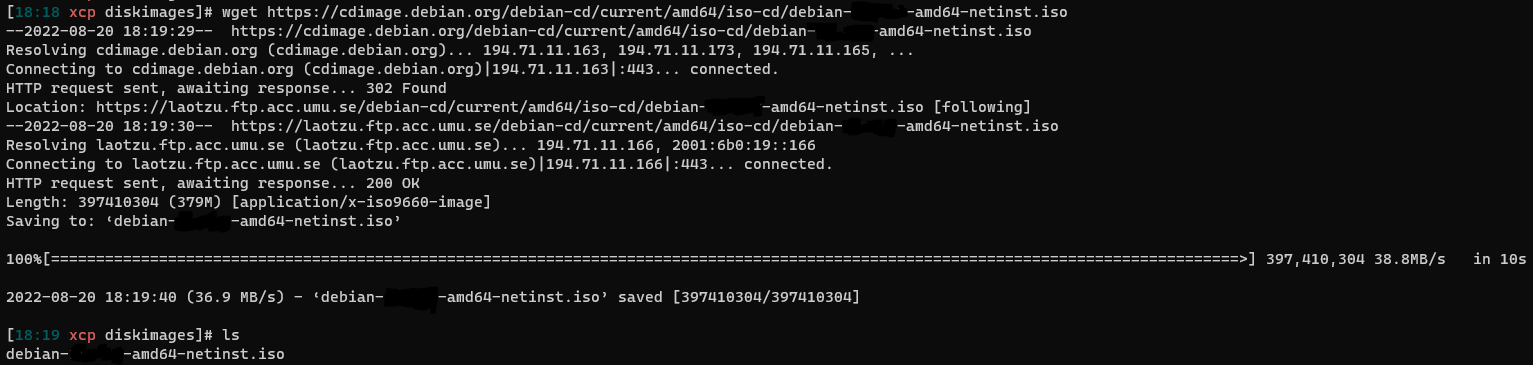 [18:18 xcp diskimages]# wget https://cdimage.debian.org/debian-cd/current/amd64/iso-cd/debian- -amd64-netinst.iso
--2022-08-20 18:19:29--  https://cdimage.debian.org/debian-cd/current/amd64/iso-cd/debian- -amd64-netinst.iso
Resolving cdimage.debian.org (cdimage.debian.org)... 194.71.11.163, 194.71.11.173, 194.71.11.165, ...
Connecting to cdimage.debian.org (cdimage.debian.org)|194.71.11.163|:443... connected.
HTTP request sent, awaiting response... 302 Found
Location: https://laotzu.ftp.acc.umu.se/debian-cd/current/amd64/iso-cd/debian- -amd64-netinst.iso [following]
--2022-08-20 18:19:30--  https://laotzu.ftp.acc.umu.se/debian-cd/current/amd64/iso-cd/debian- -amd64-netinst.iso
Resolving laotzu.ftp.acc.umu.se (laotzu.ftp.acc.umu.se)... 194.71.11.166, 2001:6b0:19::166
Connecting to laotzu.ftp.acc.umu.se (laotzu.ftp.acc.umu.se)|194.71.11.166|:443... connected.
HTTP request sent, awaiting response... 200 OK
Length: 397410304 (379M) [application/x-iso9660-image]
Saving to: ‘debian- -amd64-netinst.iso’
100%[====================================================================================================================================>] 397,410,304 38.8MB/s   in 10s
2022-08-20 18:19:40 (36.9 MB/s) - ‘debian- -amd64-netinst.iso’ saved [397410304/397410304]
[18:19 xcp diskimages]# ls
debian- -amd64-netinst.iso